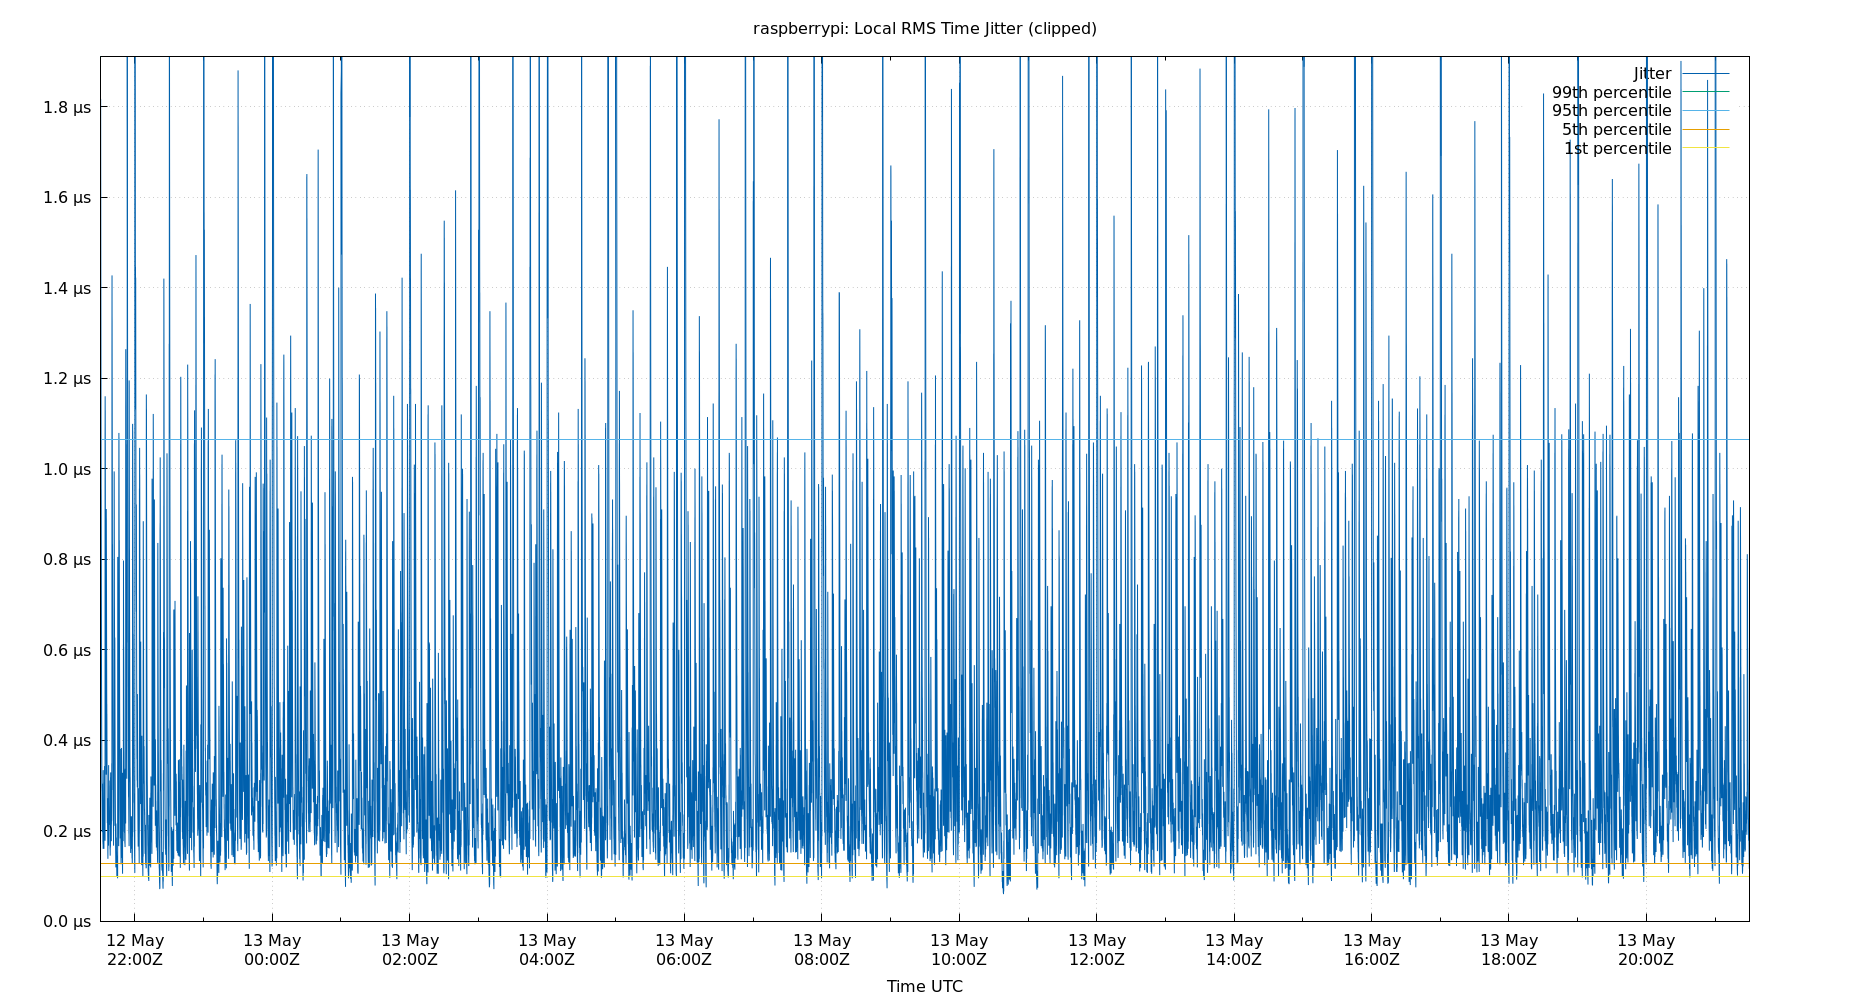 raspberrypi: Local RMS Time Jitter (clipped)
Jitter
99th percentile
95th percentile
5th percentile
1st percentile
1.8 µs
1.6 µs
1.4 µs
1.2 µs
1.0 µs
0.8 µs
0.6 µs
0.4 µs
0.2 µs
0.0 µs
12 May 13 May 13 May 13 May 13 May 13 May 13 May 13 May 13 May 13 May 13 May 13 May
22:00Z 00:00Z 02:00Z 04:00Z 06:00Z 08:00Z 10:00Z 12:00Z 14:00Z 16:00Z 18:00Z 20:00Z
Time UTC